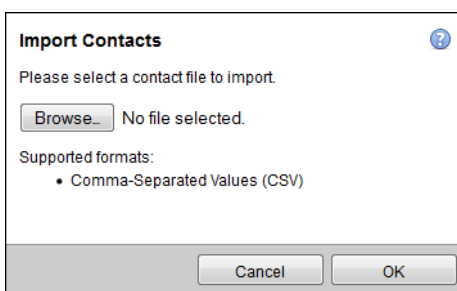 Import Contacts
?
Please select a contact file to import.
Browse... No file selected.
Supported formats:
• Comma-Separated Values (CSV)
Cancel OK